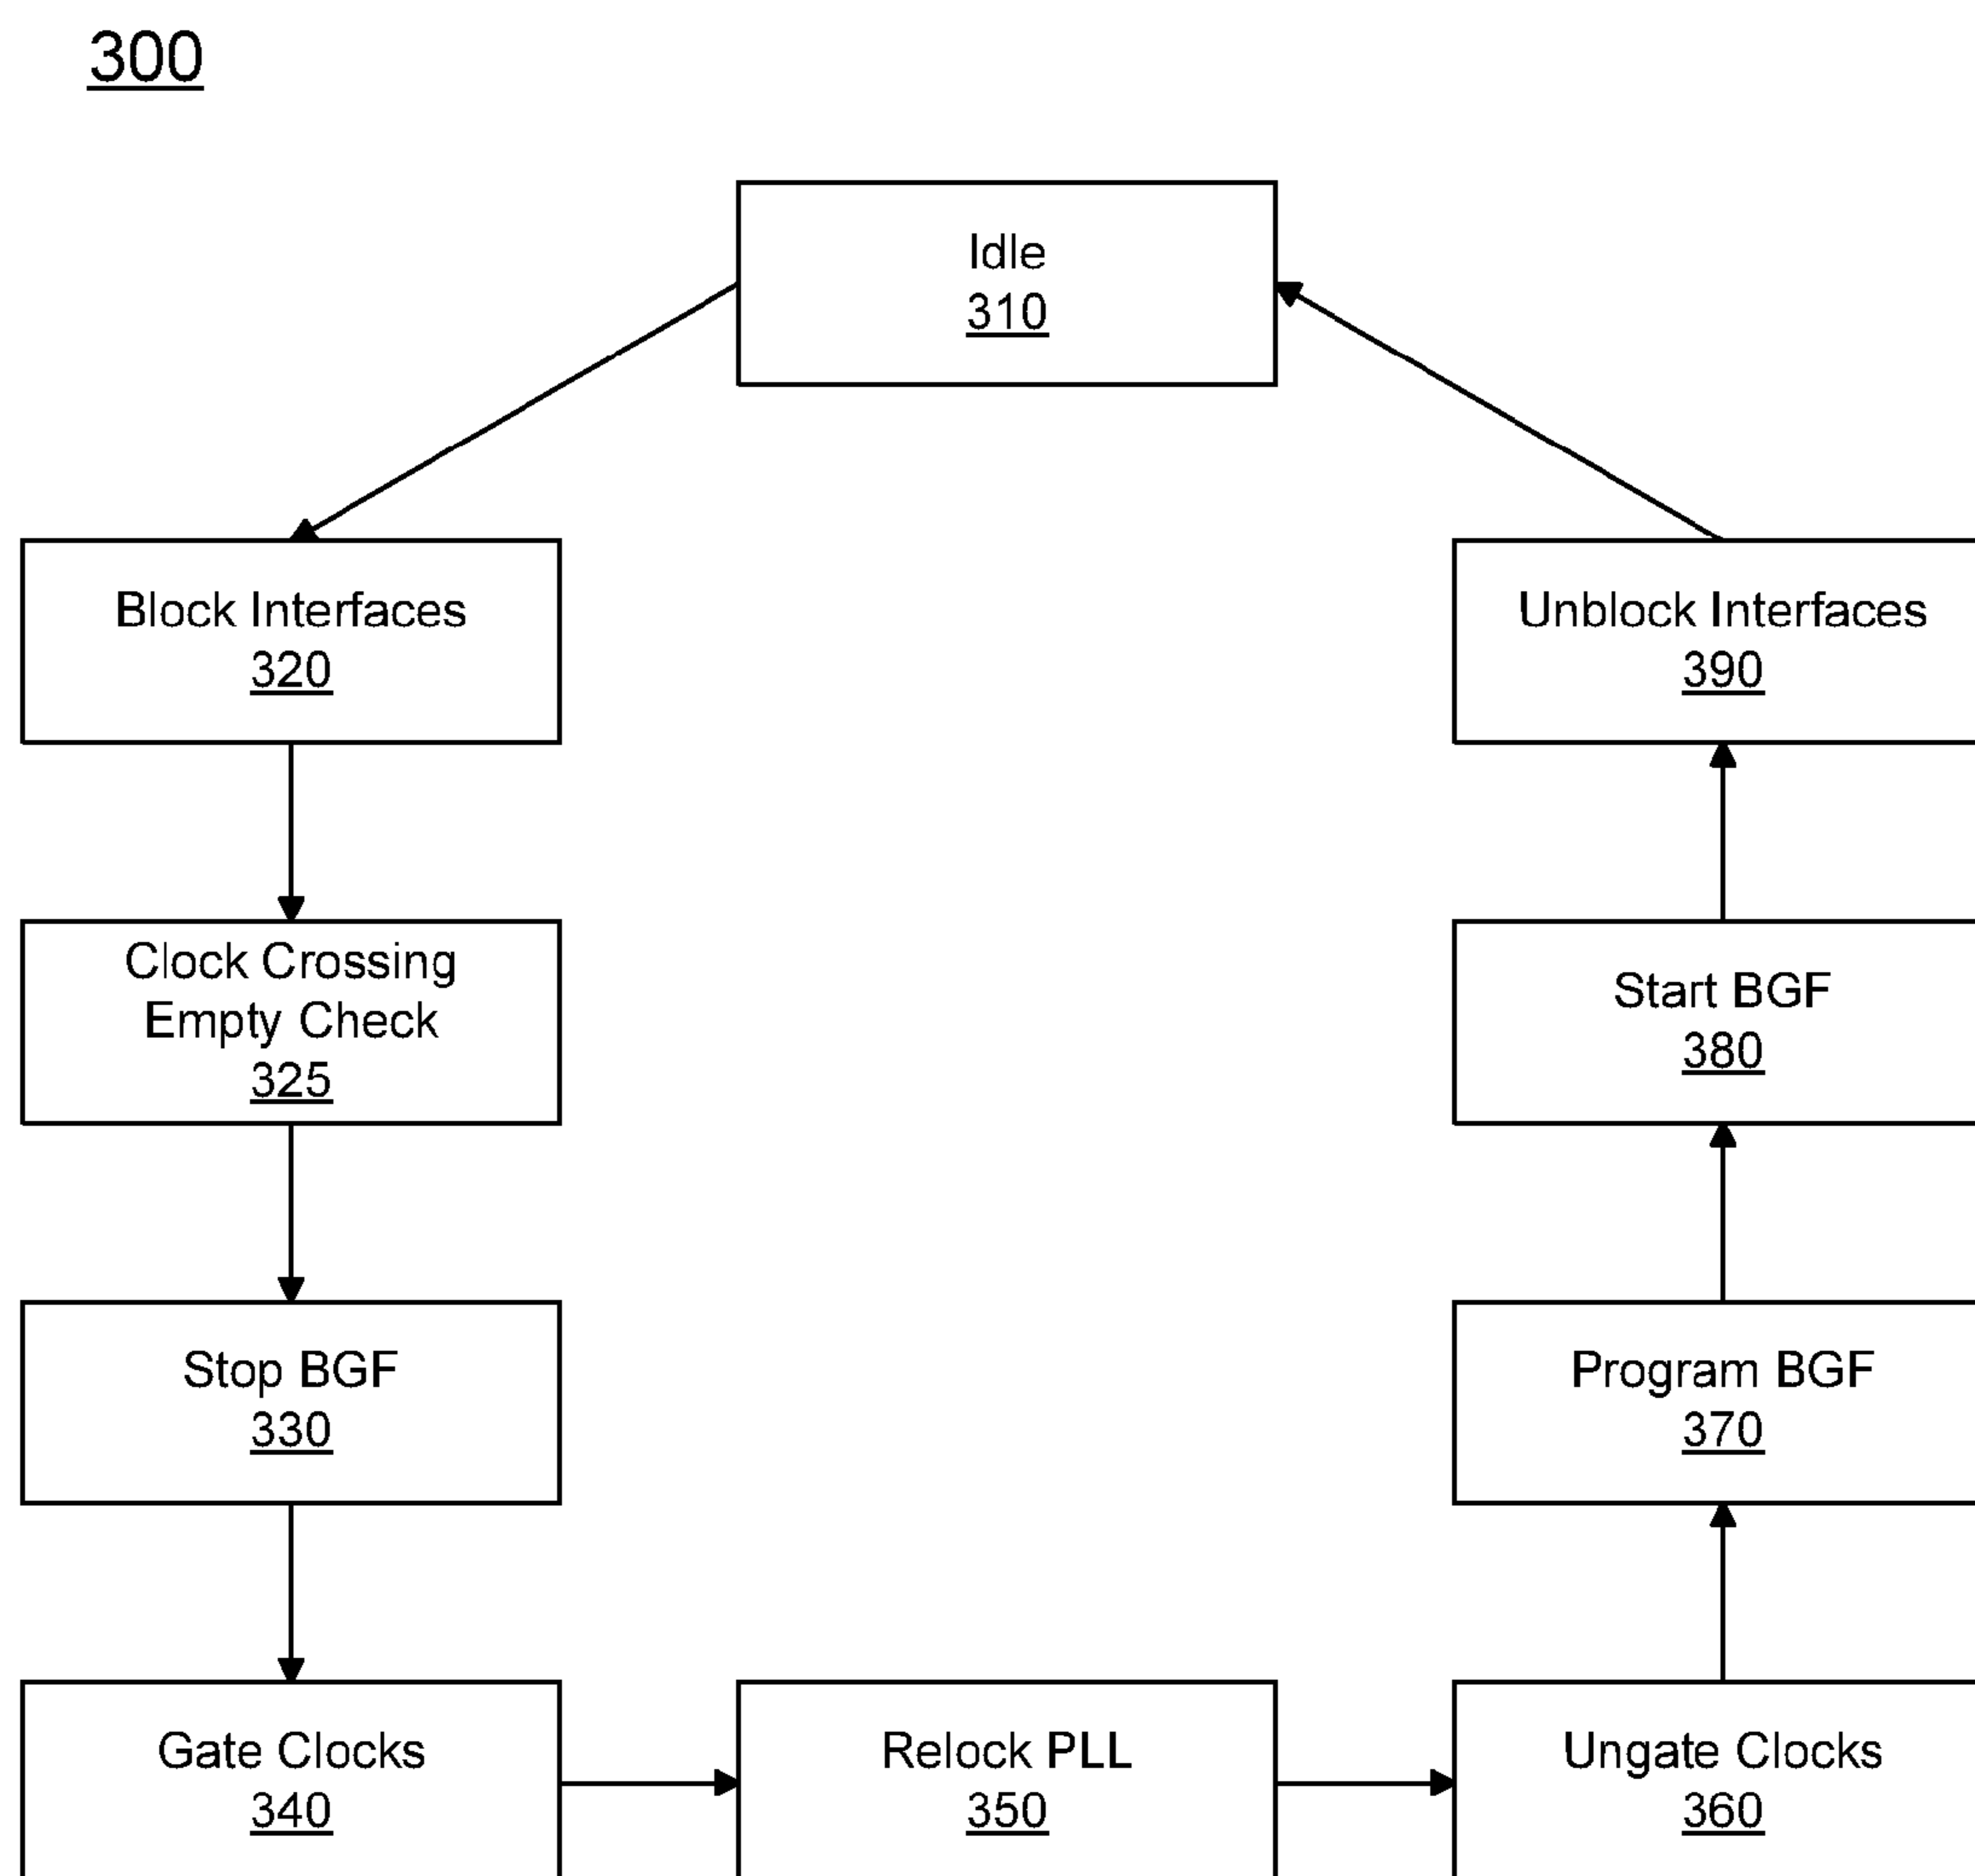 300
Idle
310
Block Interfaces
320
Unblock Interfaces
390
Clock Crossing
Empty Check
325
Start BGF
380
Stop BGF
330
Program BGF
370
Gate Clocks
340
Relock PLL
350
Ungate Clocks
360